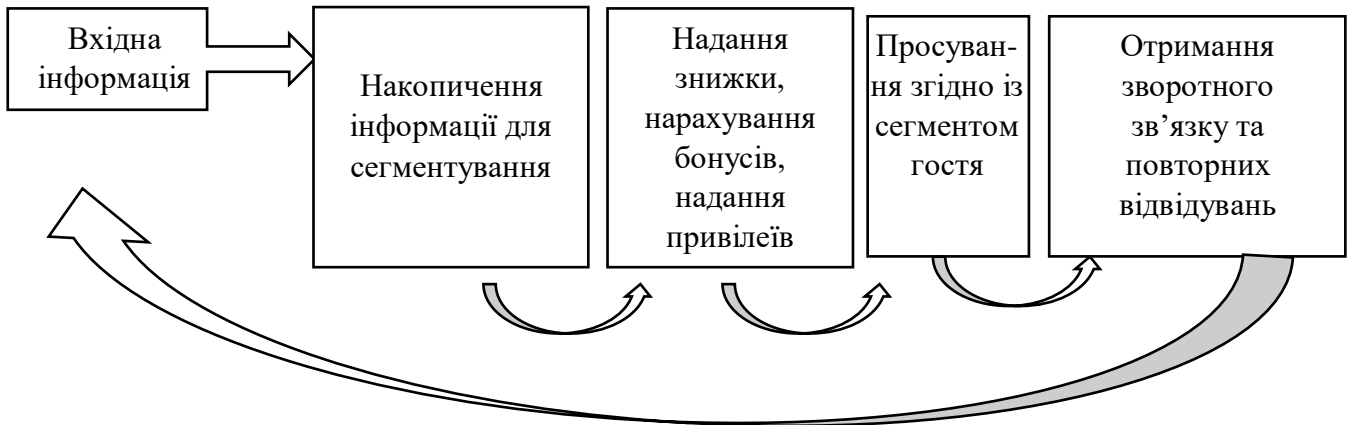 Вхідна
інформація
Накопичення
інформації для
сегментування
Надання
знижки,
нарахування
бонусів,
надання
привілеїв
Просуван-
ня згідно із
сегментом
гостя
Отримання
зворотного
зв’язку та
повторних
відвідувань